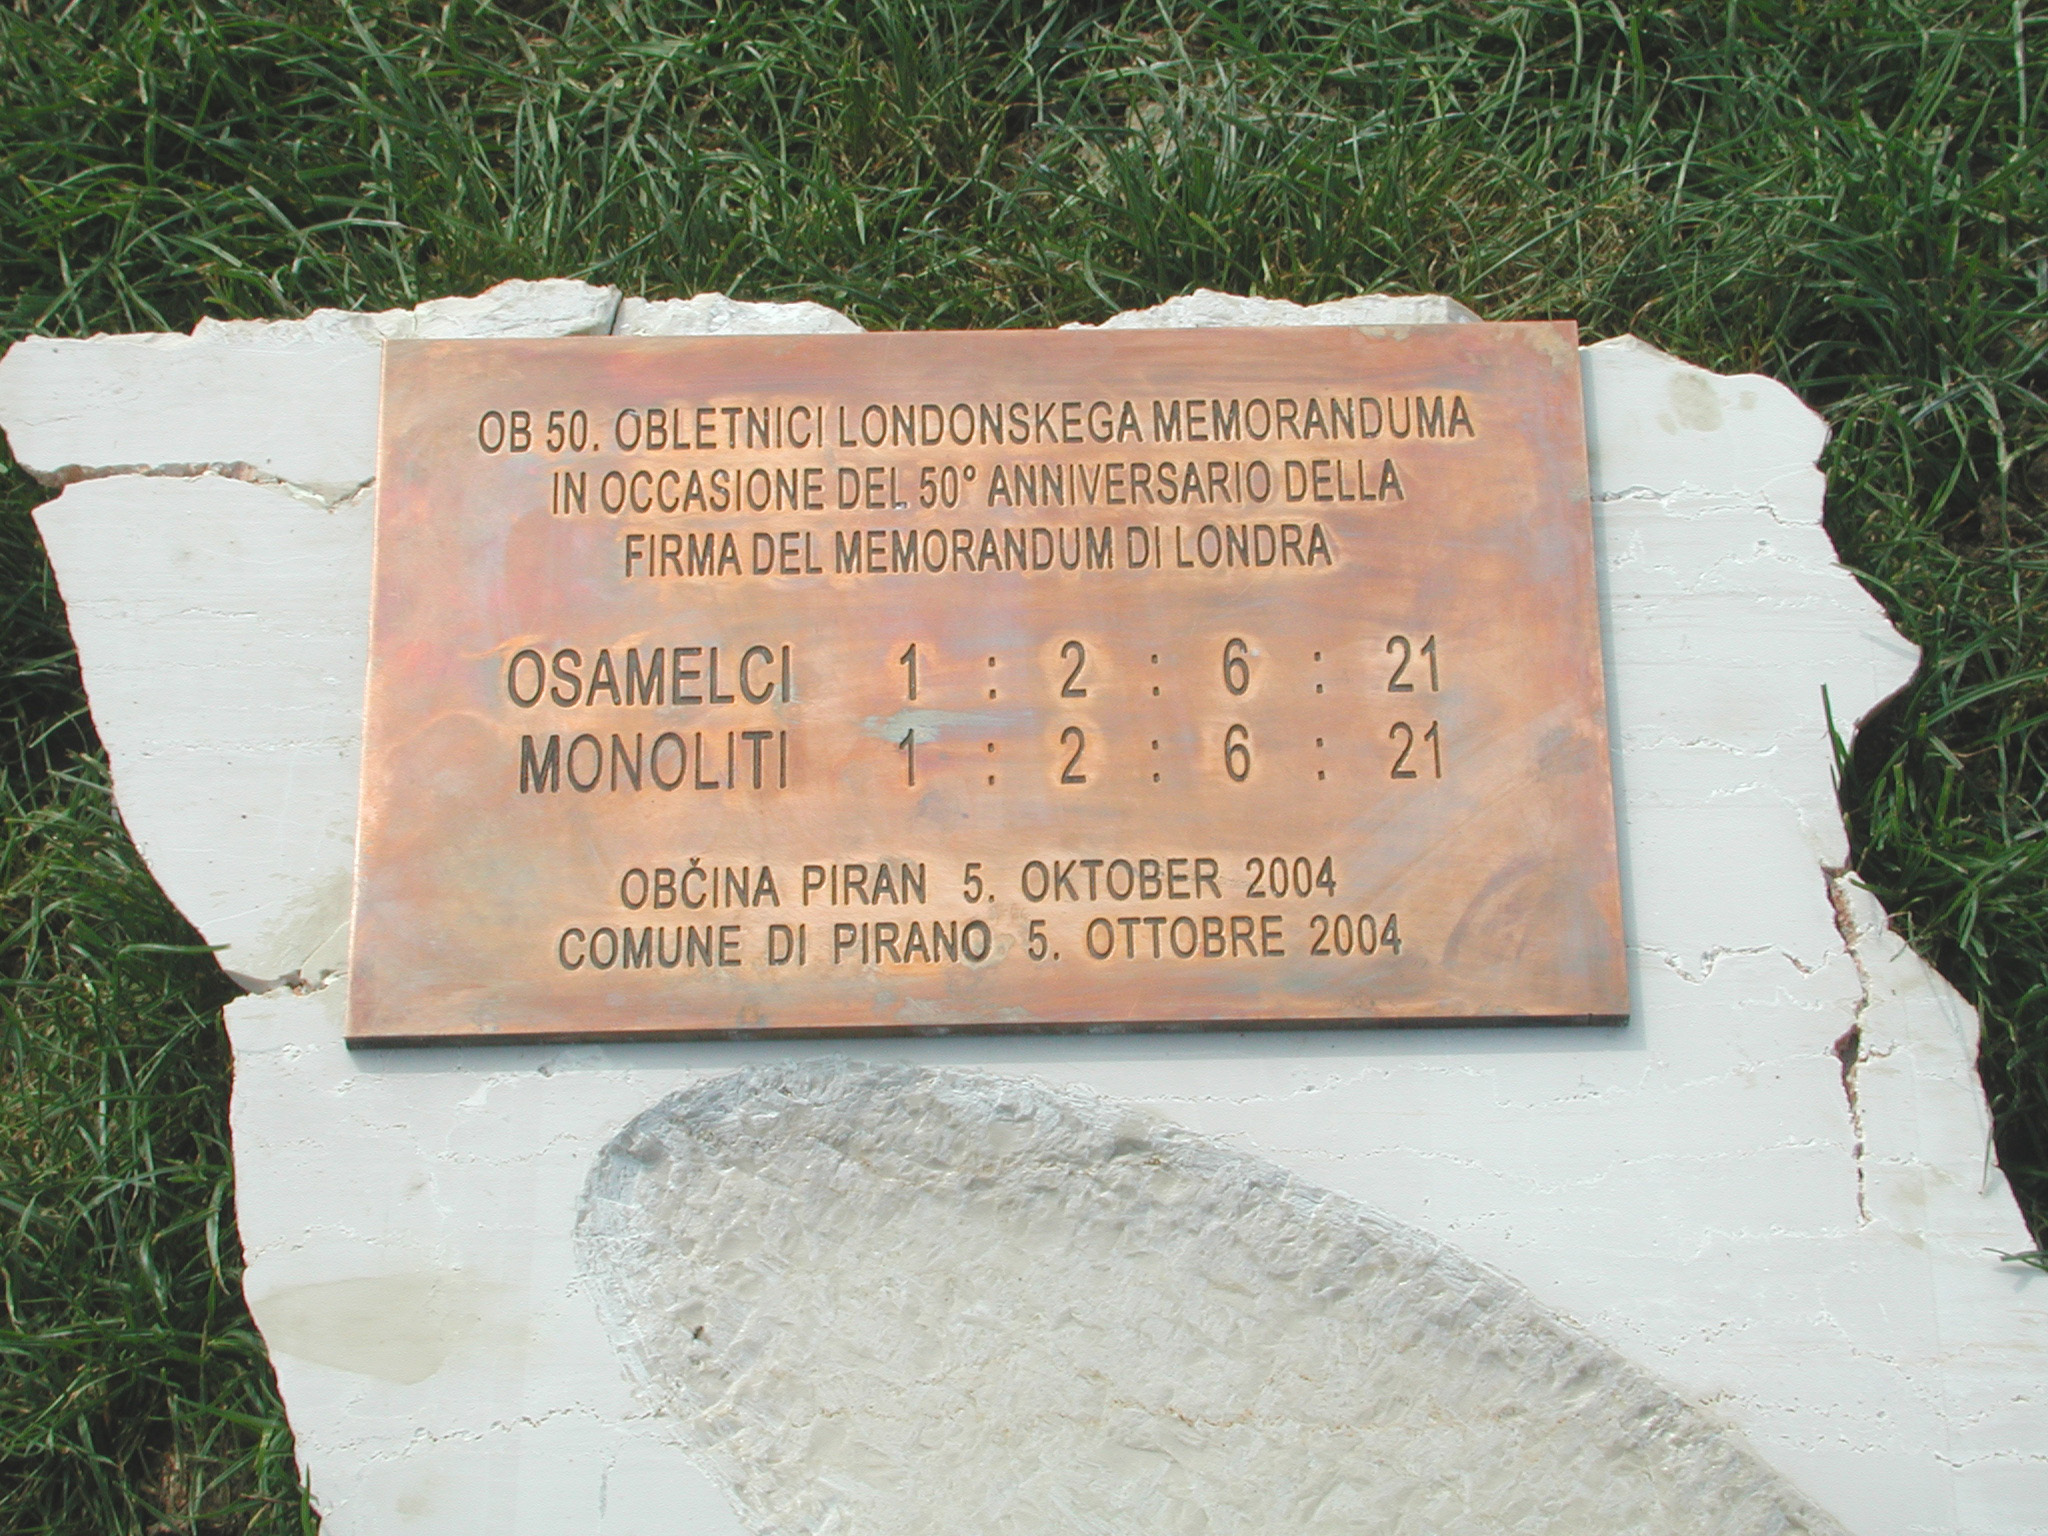 OB 50. OBLETNICI LONDONSKEGA MEMORANDUMA
IN OCCASIONE DEL 50° ANNIVERSARIO DELLA
FIRMA DEL MEMORANDUM DI LONDRA
OSAMELCI 1 : 2 : 6 : 21
MONOLITI 1 : 2 : 6 : 21
OBČINA PIRAN 5. OKTOBER 2004
COMUNE DI PIRANO 5. OTTOBRE 2004